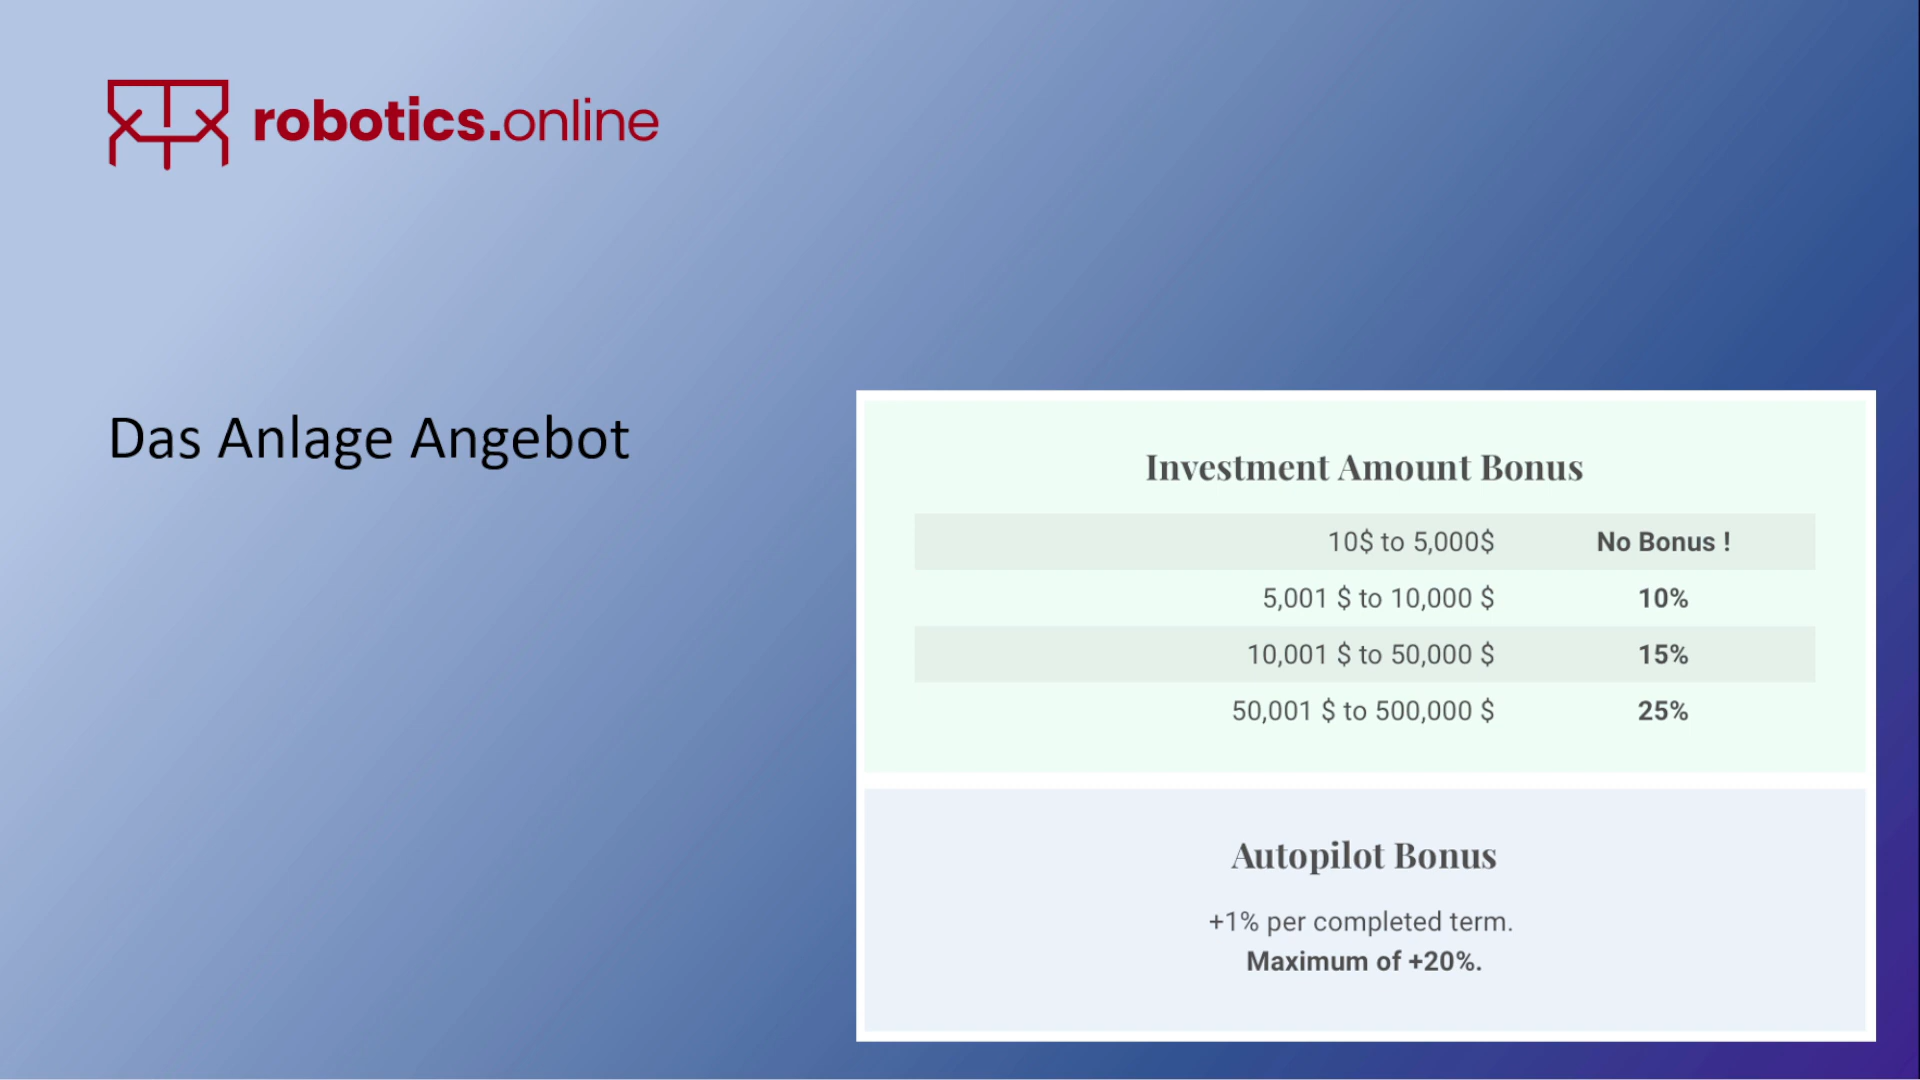 robotics.online
Das Anlage Angebot
Investment Amount Bonus
10$ to 5,000$ No Bonus !
5,001 $ to 10,000 $ 10%
10,001 $ to 50,000 $ 15%
50,001 $ to 500,000 $ 25%
Autopilot Bonus
+1% per completed term.
Maximum of +20%.